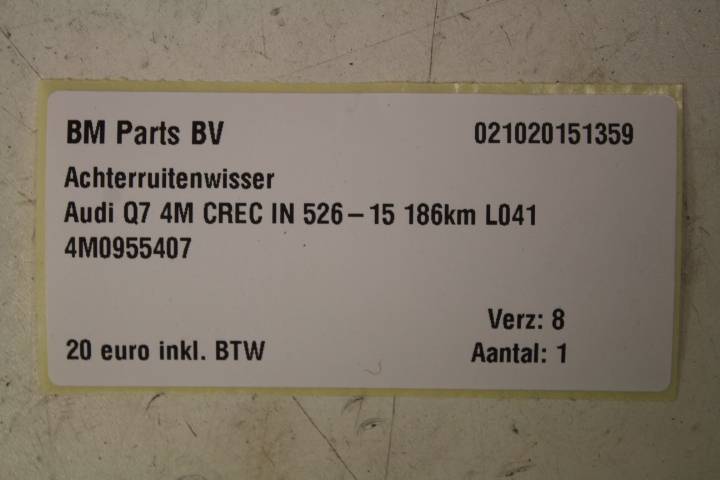 BM Parts BV 021020151359
Achterruitenwisser
Audi Q7 4M CREC IN 526-15 186km L041
4M0955407
Verz: 8
20 euro inkl. BTW Aantal: 1